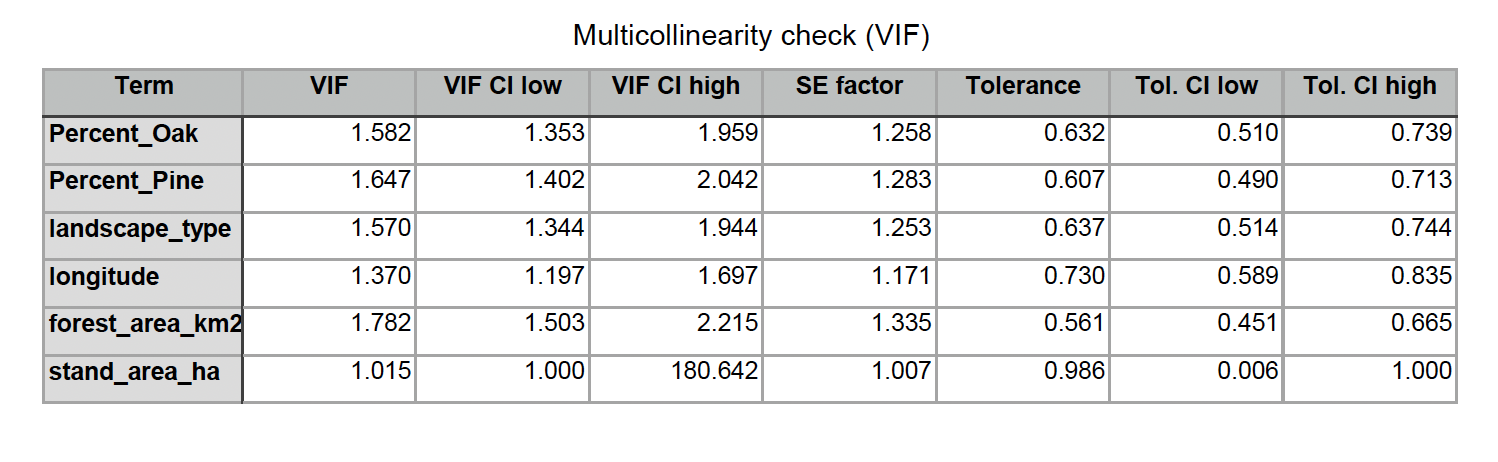 Multicollinearity check (VIF)
Term VIF VIF CI low VIF CI high SE factor Tolerance Tol. CI low Tol. CI high
Percent_Oak 1.582 1.353 1.959 1.258 0.632 0.510 0.739
Percent_Pine 1.647 1.402 2.042 1.283 0.607 0.490 0.713
landscape_type 1.570 1.344 1.944 1.253 0.637 0.514 0.744
longitude 1.370 1.197 1.697 1.171 0.730 0.589 0.835
forest_area_km2 1.782 1.503 2.215 1.335 0.561 0.451 0.665
stand_area_ha 1.015 1.000 180.642 1.007 0.986 0.006 1.000